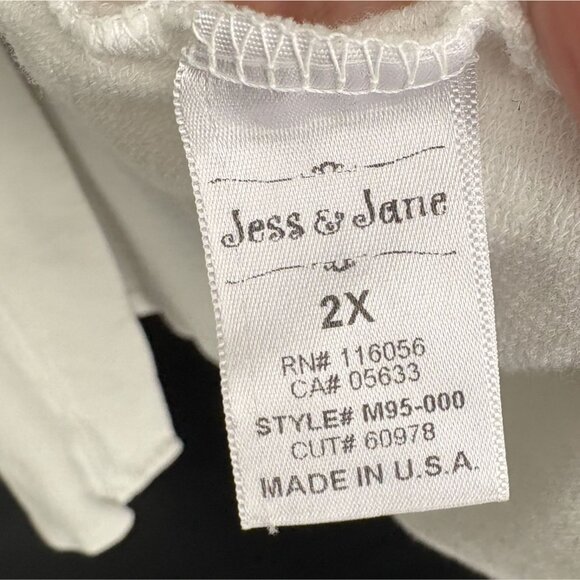 Jess & Jane
2X
RN# 116056
CA# 05633
STYLE# M95-000
CUT# 60978
MADE IN U.S.A.